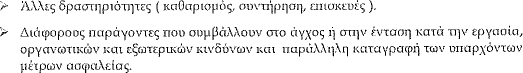 ➤ Άλλες δραστηριότητες ( καθαρισμός, συντήρηση, επισκευές ).
➤ Διάφοροος παράγοντες που συμβάλλουν στο άγχος ή στην ένταση κατά την εργασία,
οργανωτικών και εξωτερικών κινδύνων και παράλληλη καταγραφή των υπαρχόντων
μέτρων ασφαλείας.